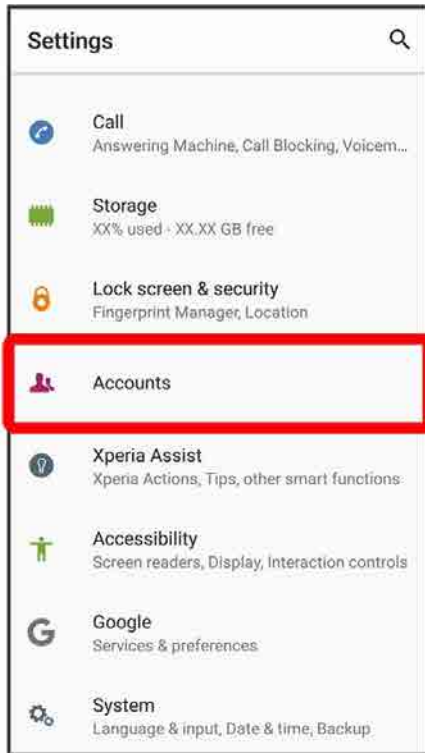 Settings
Call
Answering Machine, Call Blocking, Voicem...
Storage
XX% used - XX.XX GB free
Lock screen & security
Fingerprint Manager, Location
Accounts
Xperia Assist
Xperia Actions, Tips, other smart functions
Accessibility
Screen readers, Display, Interaction controls
Google
Services & preferences
System
Language & input, Date & time, Backup